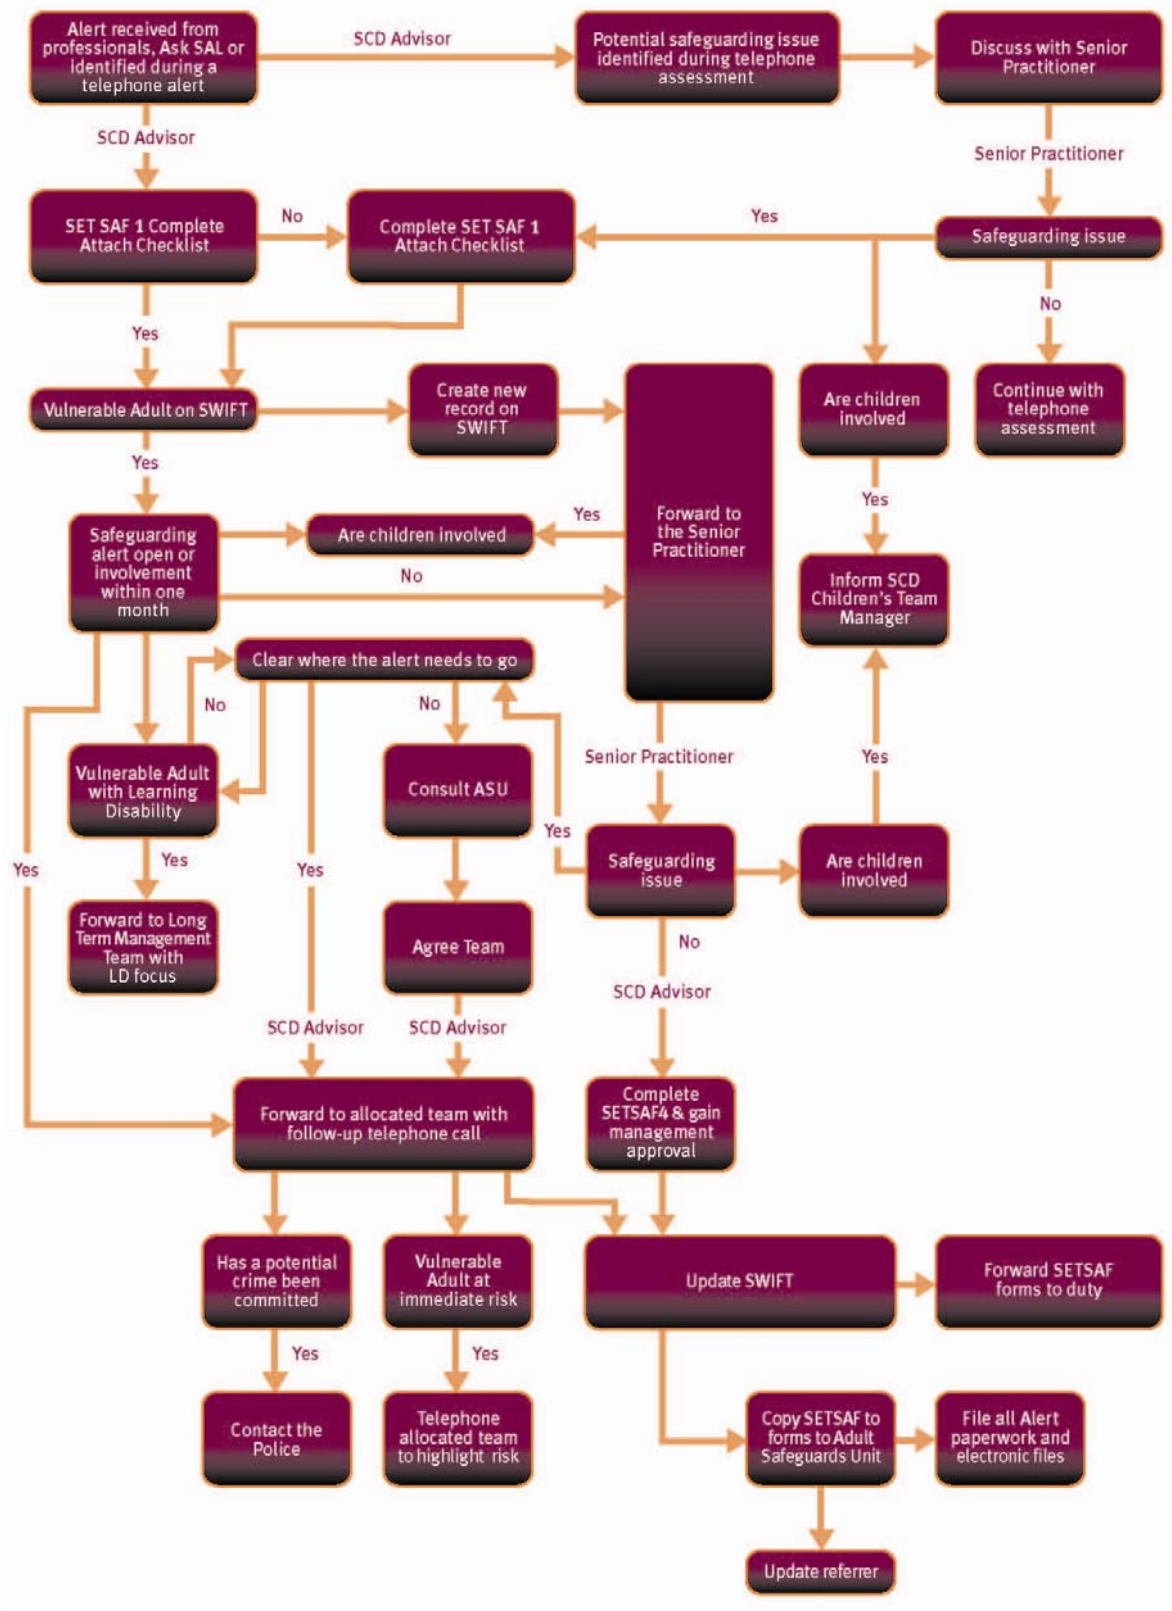 Alert received from
professionals, Ask SAL or
identified during a
telephone alert
SCD Advisor
Potential safeguarding issue
identified during telephone
assessment
Discuss with Senior
Practitioner
SCD Advisor
Senior Practitioner
SET SAF 1 Complete
Attach Checklist
No
Complete SET SAF 1
Attach Checklist
Yes
Safeguarding issue
Yes
No
Vulnerable Adult on SWIFT
Create new
record on
SWIFT
Forward to
the Senior
Practitioner
Are children
involved
Continue with
telephone
assessment
Yes
Yes
Safeguarding
alert open or
involvement
within one
month
Are children involved
Yes
No
Inform SCD
Children's Team
Manager
Clear where the alert needs to go
No
No
Vulnerable Adult
with Learning
Disability
Consult ASU
Senior Practitioner
Yes
Yes
Yes
Yes
Yes
Safeguarding
issue
Are children
involved
Forward to Long
Term Management
Team with
LD focus
Agree Team
No
SCD Advisor
SCD Advisor
SCD Advisor
Forward to allocated team with
follow-up telephone call
Complete
SETSAF4 & gain
management
approval
Has a potential
crime been
committed
Vulnerable
Adult at
immediate risk
Update SWIFT
Forward SETSAF
forms to duty
Yes
Yes
Contact the
Police
Telephone
allocated team
to highlight risk
Copy SETSAF to
forms to Adult
Safeguards Unit
File all Alert
paperwork and
electronic files
Update referrer